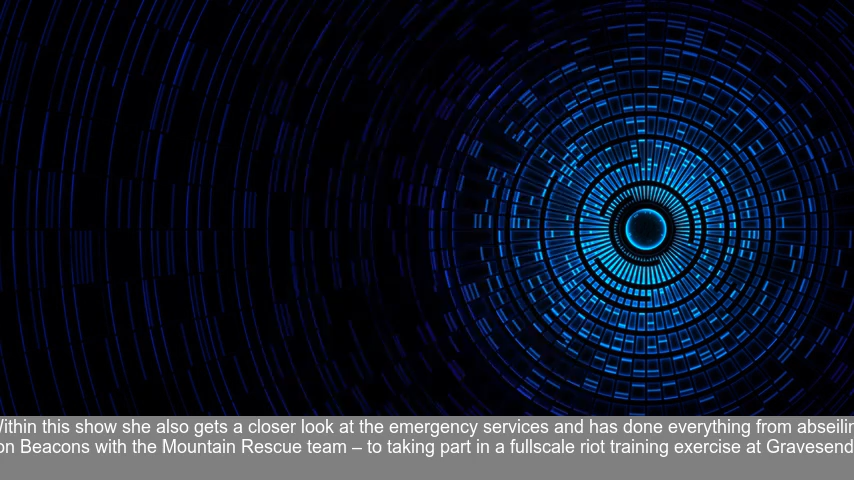 ithin this show she also gets a closer look at the emergency services and has done everything from abseilin
on Beacons with the Mountain Rescue team – to taking part in a fullscale riot training exercise at Gravesend